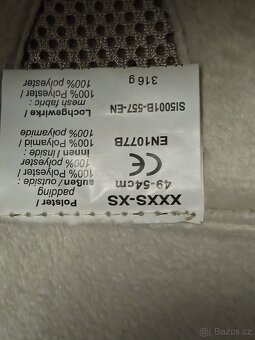 XXXS-XS
49-54cm
CE
EN1077B
SI5001B-557-EN
316 g
Polster /
padding
außen / outside:
100% Polyester /
100% polyester
innen / inside:
100% Polyamid /
100% polyamide
Lochgewirke /
mesh fabric:
100% Polyester /
100% polyester
Bazos.cz